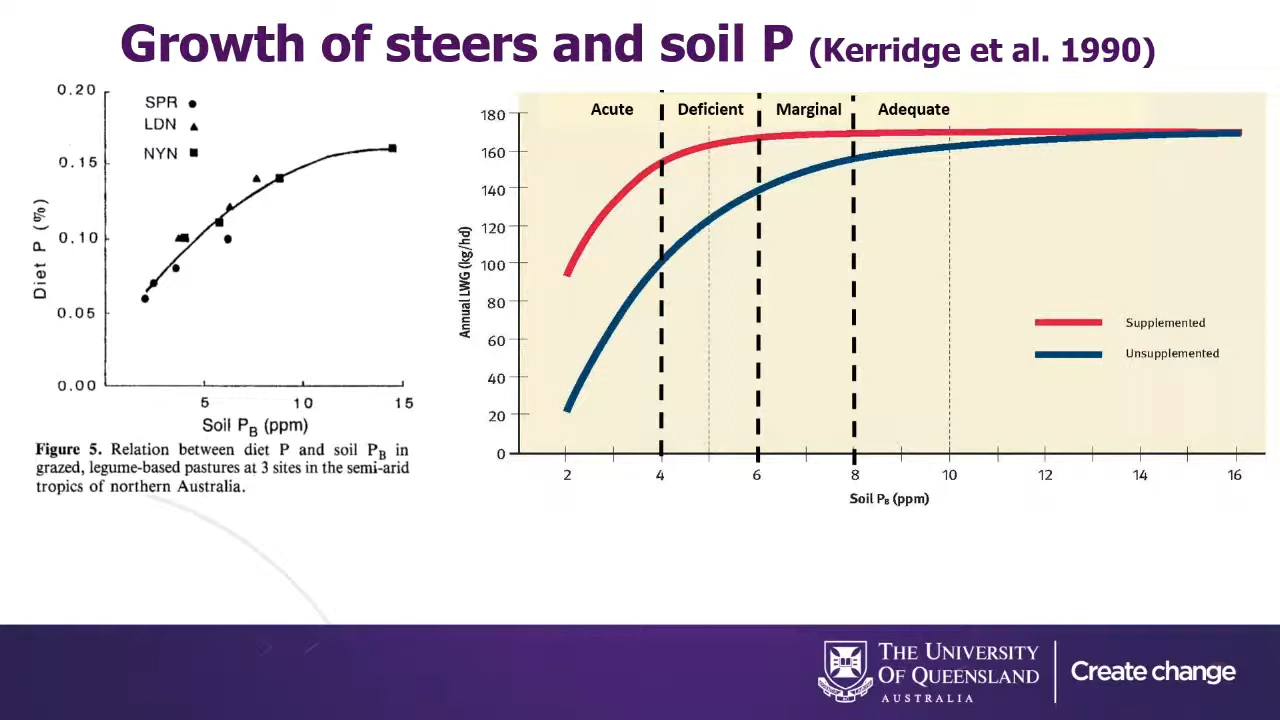 Growth of steers and soil P (Kerridge et al. 1990)
0.20
0.15
0.10
0.05
0.00
Diet P (%)
SPR
LDN
NYN
5
10
15
Soil PB (ppm)
Figure 5. Relation between diet P and soil PB in
grazed, legume-based pastures at 3 sites in the semi-arid
tropics of northern Australia.
Acute Deficient Marginal Adequate
180
160
140
120
100
80
60
40
20
0
Annual LWG (kg/hd)
Supplemented
Unsupplemented
2 4 6 8 10 12 14 16
Soil PB (ppm)
THE UNIVERSITY
OF QUEENSLAND
AUSTRALIA
Create change